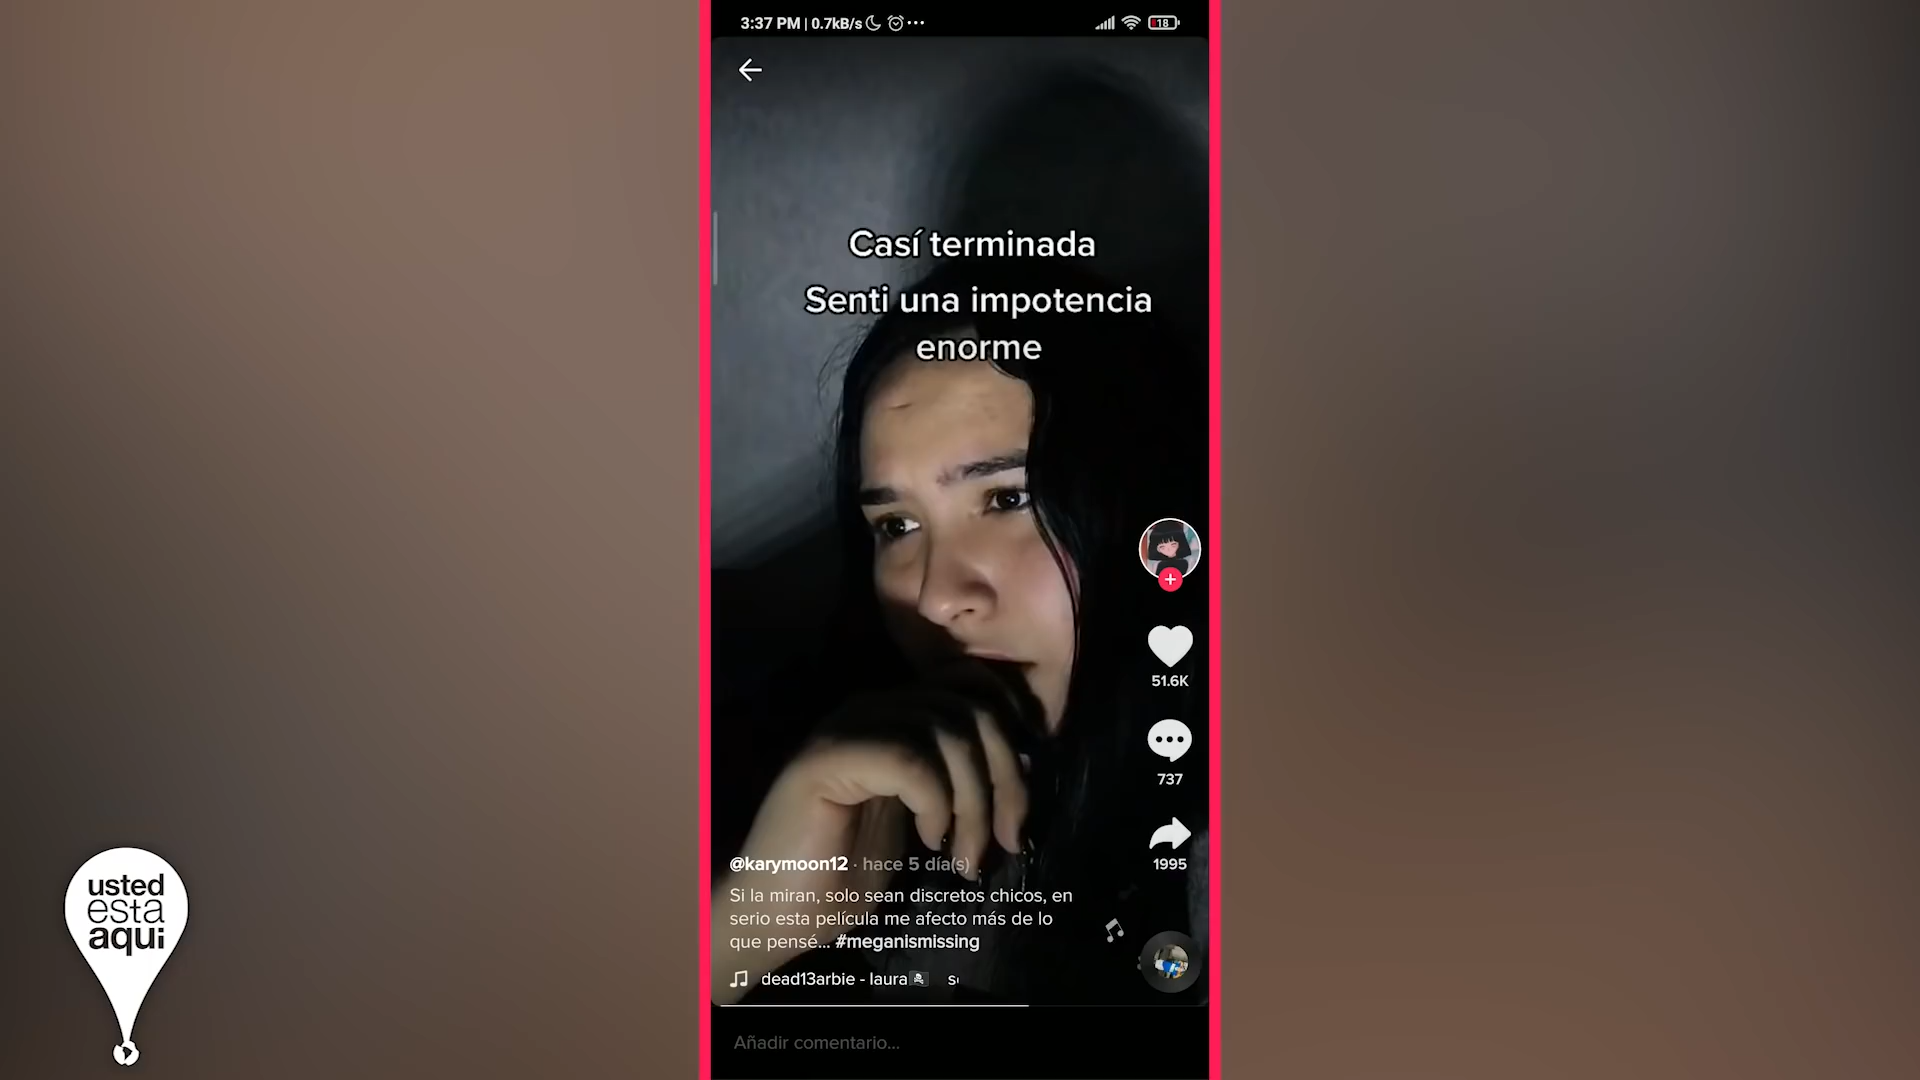 3:37 PM | 0.7kB/s
18
Casí terminada
Senti una impotencia
enorme
51.6K
737
1995
@karymoon12 · hace 5 día(s)
Si la miran, solo sean discretos chicos, en
serio esta película me afecto más de lo
que pensé... #meganismissing
dead13arbie - laura
Añadir comentario...
usted
esta
aqui